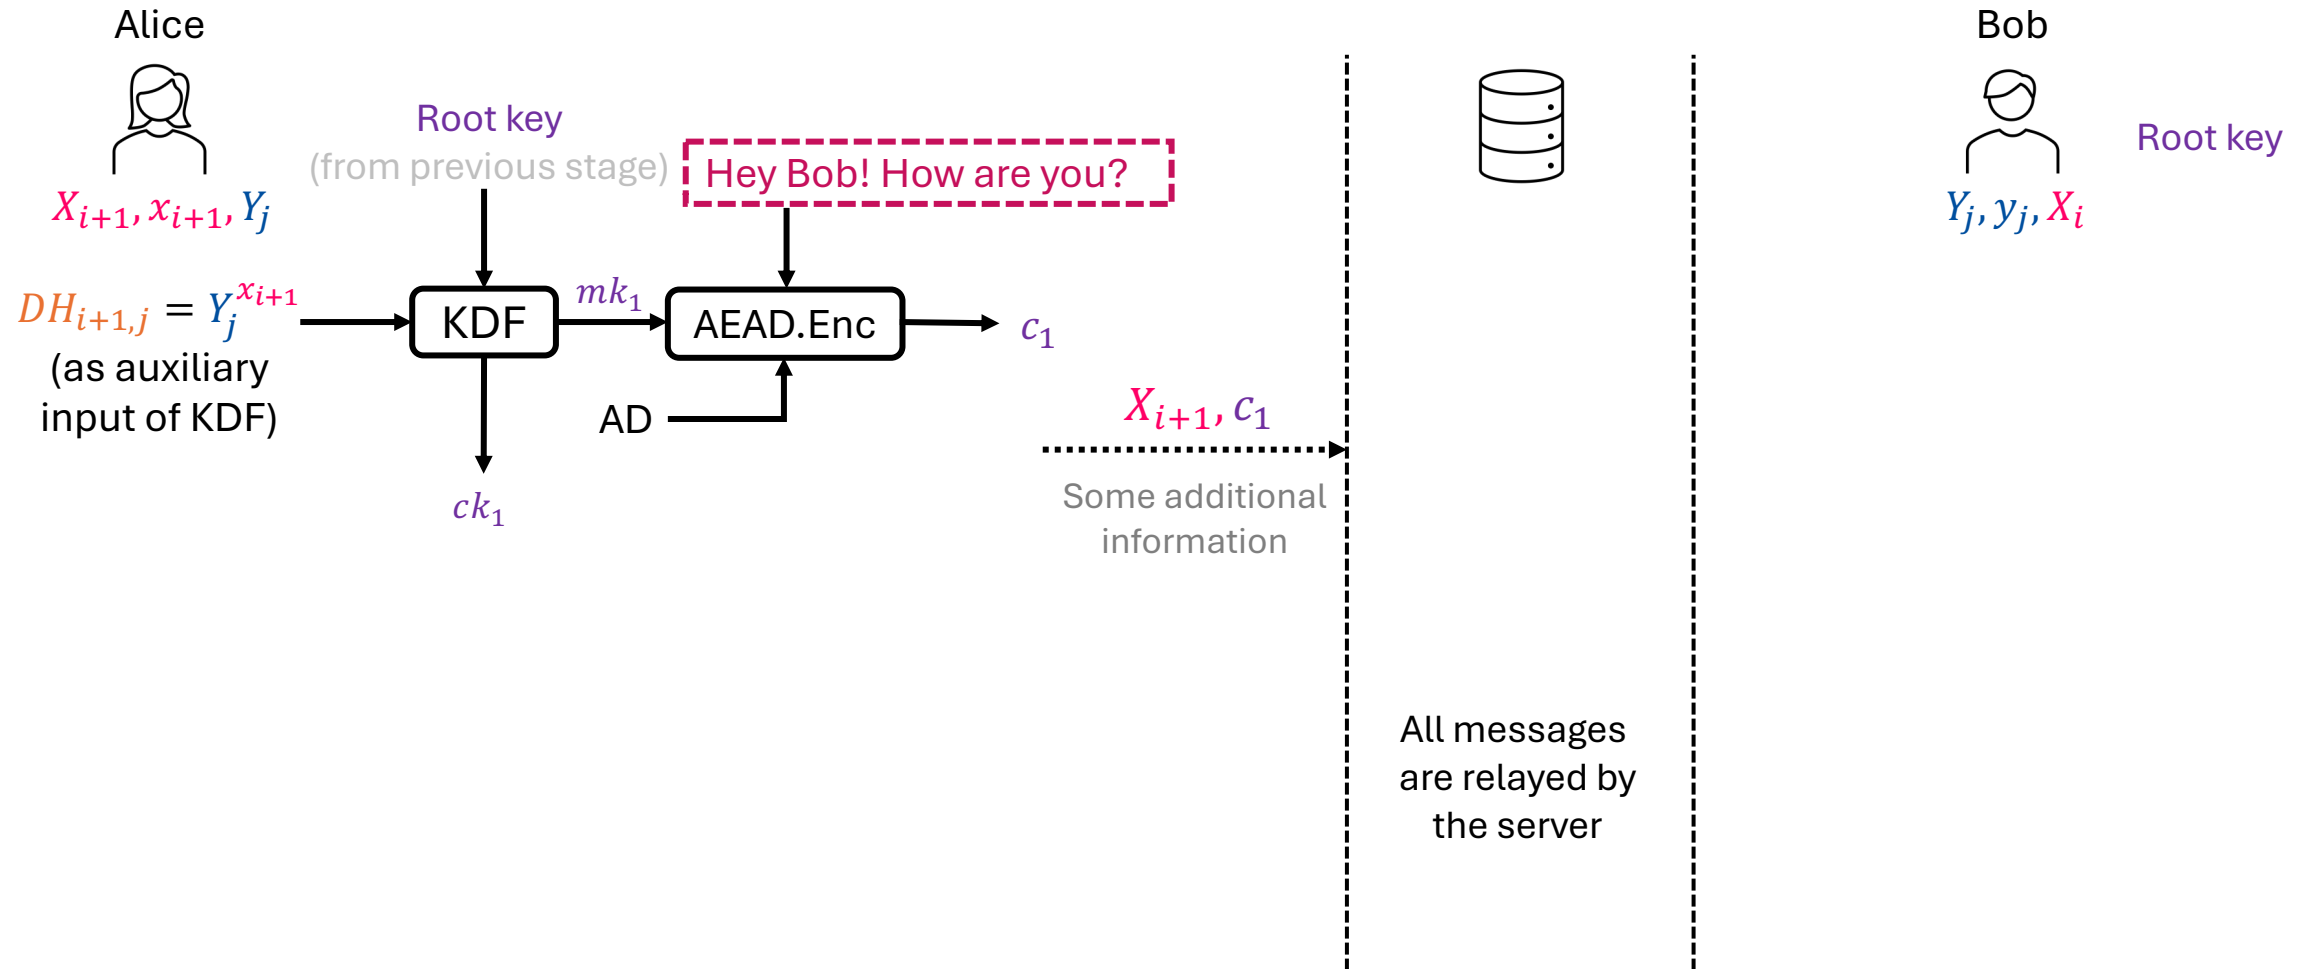 Alice
Bob
Root key
(from previous stage)
Hey Bob! How are you?
Root key
X_{i+1}, x_{i+1}, Y_j
Y_j, y_j, X_i
DH_{i+1,j} = Y_j^{x_{i+1}}
(as auxiliary
input of KDF)
KDF
mk_1
AEAD.Enc
c_1
AD
ck_1
X_{i+1}, c_1
Some additional
information
All messages
are relayed by
the server